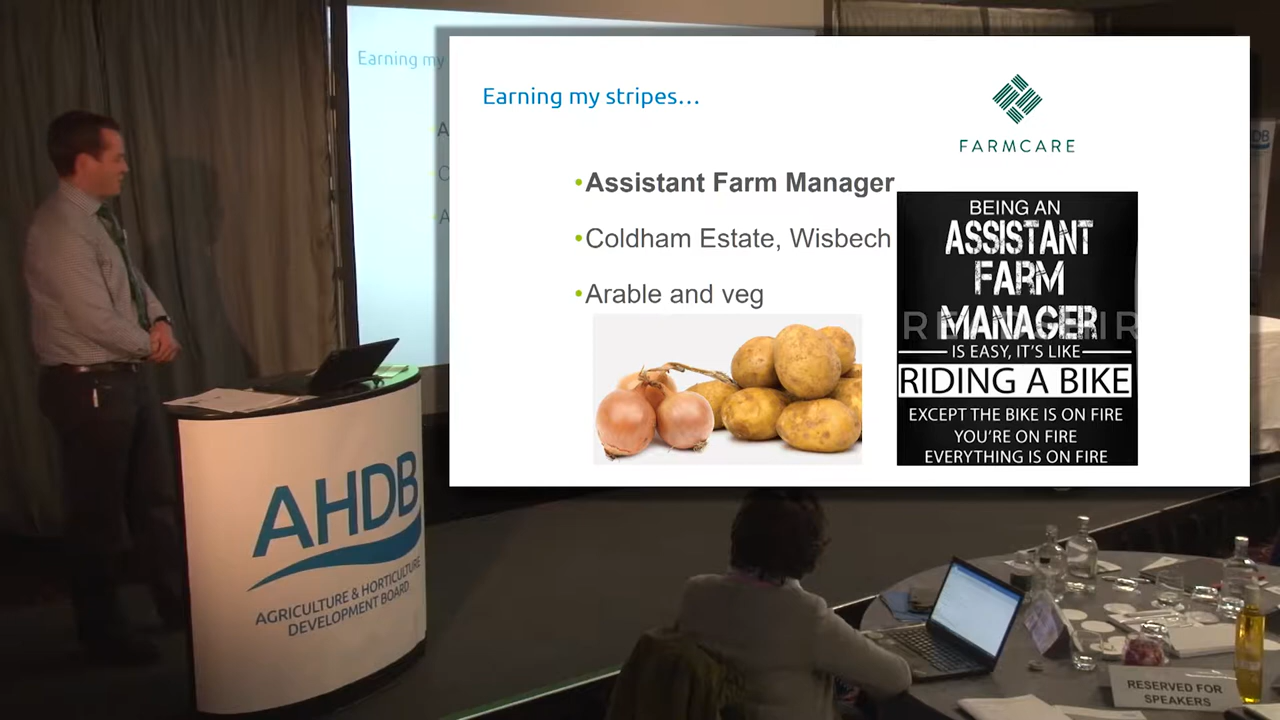 Earning my
Earning my stripes…
FARMCARE
•Assistant Farm Manager
•Coldham Estate, Wisbech
•Arable and veg
BEING AN
ASSISTANT
FARM
MANAGER
IS EASY, IT'S LIKE
RIDING A BIKE
EXCEPT THE BIKE IS ON FIRE
YOU'RE ON FIRE
EVERYTHING IS ON FIRE
AHDB
AGRICULTURE & HORTICULTURE
DEVELOPMENT BOARD
RESERVED FOR
SPEAKERS